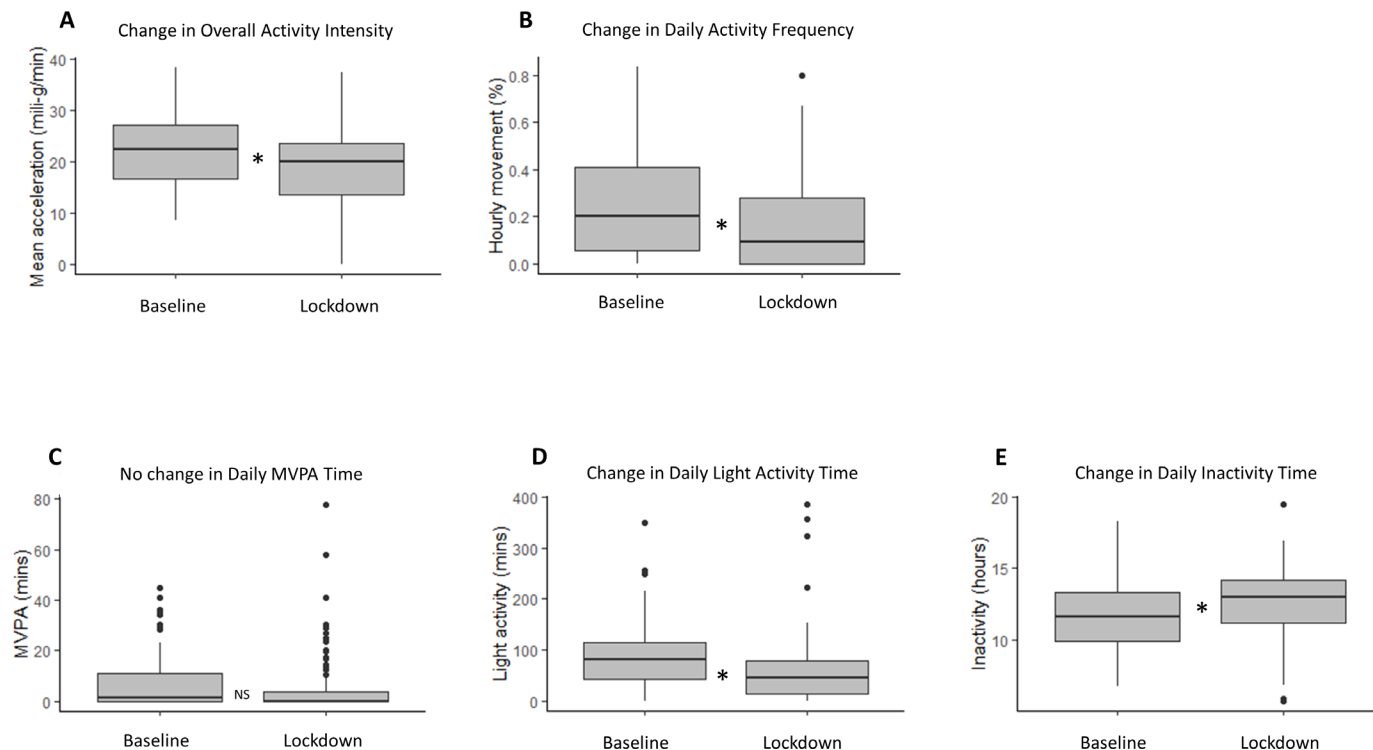 A
Change in Overall Activity Intensity
Mean acceleration (mili-g/min)
40
30
20
10
0
*
Baseline
Lockdown
B
Change in Daily Activity Frequency
Hourly movement (%)
0.8
0.6
0.4
0.2
0.0
*
Baseline
Lockdown
C
No change in Daily MVPA Time
MVPA (mins)
80
60
40
20
0
NS
Baseline
Lockdown
D
Change in Daily Light Activity Time
Light activity (mins)
400
300
200
100
0
*
Baseline
Lockdown
E
Change in Daily Inactivity Time
Inactivity (hours)
20
15
10
*
Baseline
Lockdown